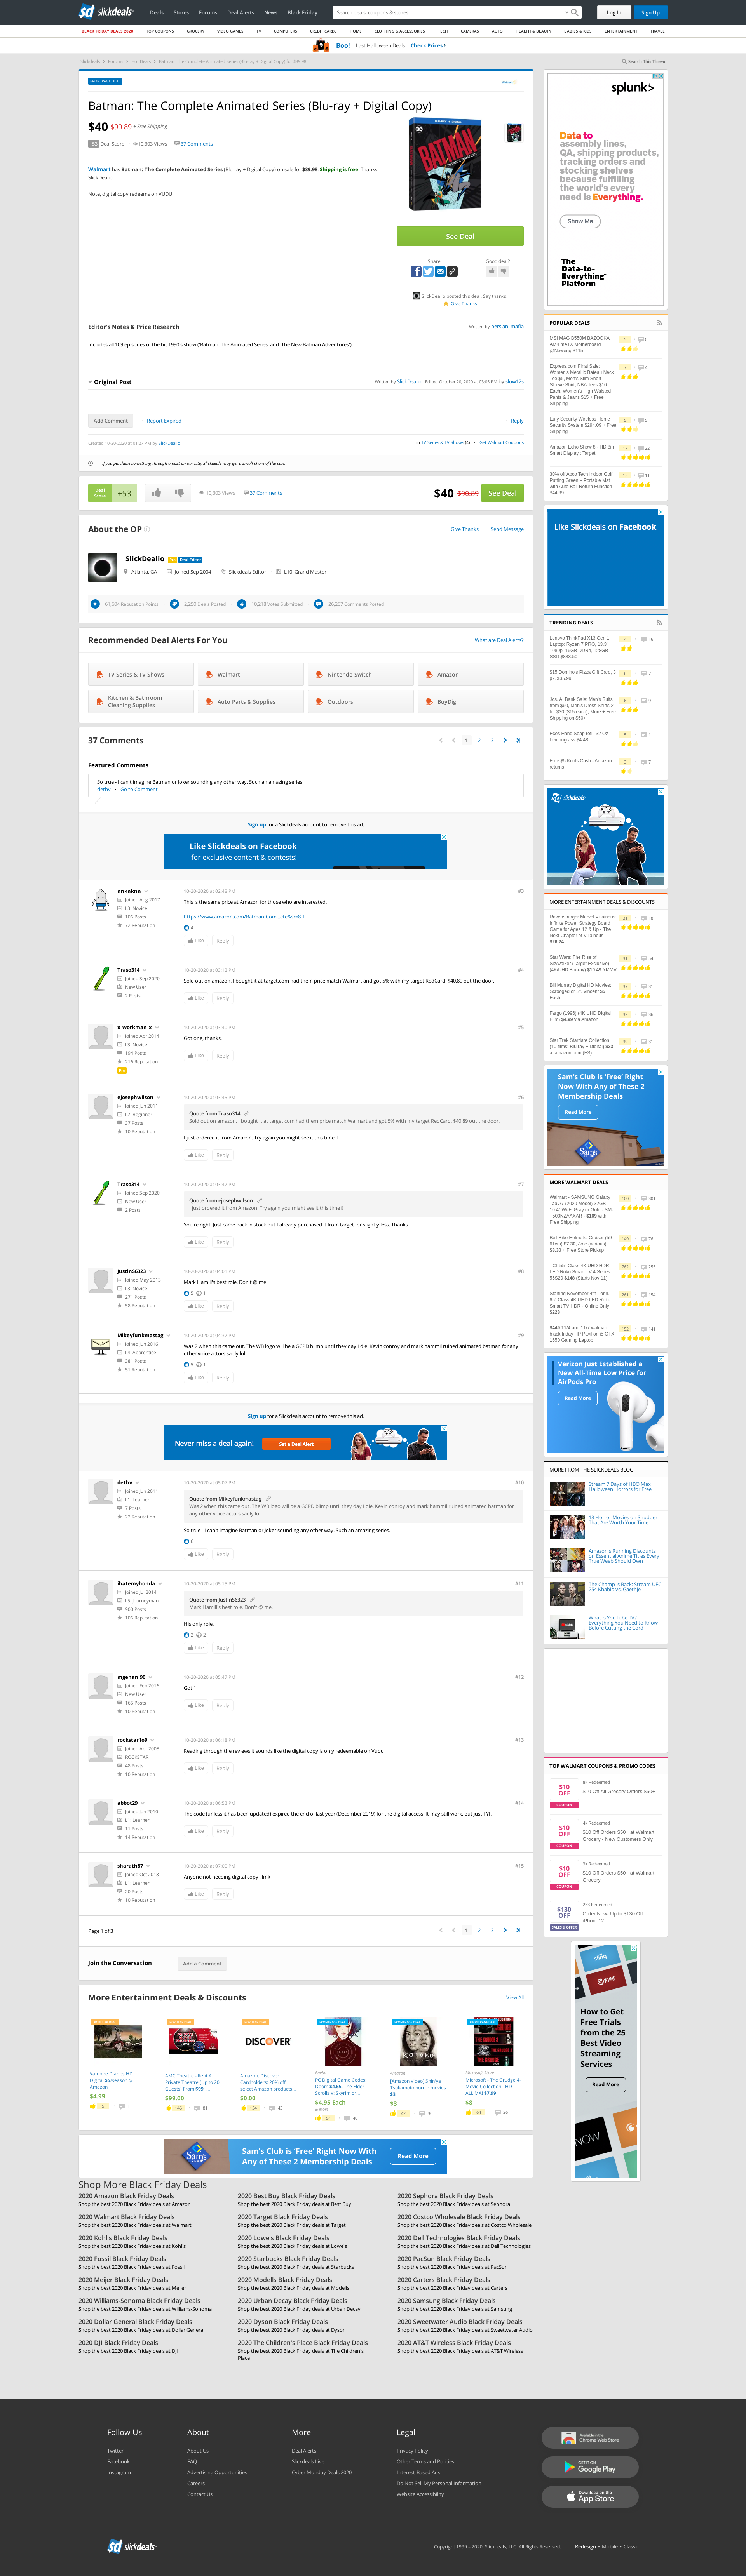 slickdeals
Deals Stores Forums Deal Alerts News Black Friday
Search deals, coupons & stores
Log In Sign Up
BLACK FRIDAY DEALS 2020 TOP COUPONS GROCERY VIDEO GAMES TV COMPUTERS CREDIT CARDS HOME CLOTHING & ACCESSORIES TECH CAMERAS AUTO HEALTH & BEAUTY BABIES & KIDS ENTERTAINMENT TRAVEL
Boo! Last Halloween Deals Check Prices >
Slickdeals > Forums > Hot Deals > Batman: The Complete Animated Series (Blu-ray + Digital Copy) for $39.98 ...
Search This Thread
FRONTPAGE DEAL
Batman: The Complete Animated Series (Blu-ray + Digital Copy)
$40 $90.89 + Free Shipping
+53 Deal Score 10,303 Views 37 Comments
Walmart has Batman: The Complete Animated Series (Blu-ray + Digital Copy) on sale for $39.98. Shipping is free. Thanks
SlickDealio
Note, digital copy redeems on VUDU.
See Deal
Share Good deal?
SlickDealio posted this deal. Say thanks!
Give Thanks
Editor's Notes & Price Research
Written by persian_mafia
Includes all 109 episodes of the hit 1990's show ('Batman: The Animated Series' and 'The New Batman Adventures').
Original Post
Written by SlickDealio Edited October 20, 2020 at 03:05 PM by slow12s
Add Comment Report Expired Reply
Created 10-20-2020 at 01:27 PM by SlickDealio
in TV Series & TV Shows (4) Get Walmart Coupons
If you purchase something through a post on our site, Slickdeals may get a small share of the sale.
Deal Score +53 10,303 Views 37 Comments $40 $90.89 See Deal
About the OP
Give Thanks Send Message
SlickDealio Pro Deal Editor
Atlanta, GA Joined Sep 2004 Slickdeals Editor L10: Grand Master
61,604 Reputation Points 2,250 Deals Posted 10,218 Votes Submitted 20,267 Comments Posted
Recommended Deal Alerts For You
What are Deal Alerts?
TV Series & TV Shows Walmart Nintendo Switch Amazon
Kitchen & Bathroom Cleaning Supplies Auto Parts & Supplies Outdoors BuyDig
37 Comments
1 2 3
Featured Comments
So true - I can't imagine Batman or Joker sounding any other way. Such an amazing series.
dethv Go to Comment
Sign up for a Slickdeals account to remove this ad.
Like Slickdeals on Facebook
for exclusive content & contests!
nnknknn
Joined Aug 2017
L3: Novice
106 Posts
72 Reputation
10-20-2020 at 02:48 PM #3
This is the same price at Amazon for those who are interested.
https://www.amazon.com/Batman-Com...ate&sr=8-1
4
Like Reply
Traso314
Joined Sep 2020
New User
2 Posts
10-20-2020 at 03:12 PM #4
Sold out on amazon. I bought it at target.com had them price match Walmart and got 5% with my target RedCard. $40.89 out the door.
Like Reply
x_workman_x
Joined Apr 2014
L3: Novice
194 Posts
216 Reputation
Pro
10-20-2020 at 03:40 PM #5
Got one, thanks.
Like Reply
ejosephwilson
Joined Jun 2011
L2: Beginner
37 Posts
10 Reputation
10-20-2020 at 03:45 PM #6
Quote from Traso314
Sold out on amazon. I bought it at target.com had them price match Walmart and got 5% with my target RedCard. $40.89 out the door.
I just ordered it from Amazon. Try again you might see it this time !
Like Reply
Traso314
Joined Sep 2020
New User
2 Posts
10-20-2020 at 03:47 PM #7
Quote from ejosephwilson
I just ordered it from Amazon. Try again you might see it this time !
You're right. Just came back in stock but I already purchased it from target for slightly less, Thanks
Like Reply
JustinS6323
Joined May 2013
L3: Novice
271 Posts
58 Reputation
10-20-2020 at 04:01 PM #8
Mark Hamill's best role. Don't @ me.
5 1
Like Reply
Mikeyfunkmastag
Joined Jun 2016
L4: Apprentice
381 Posts
51 Reputation
10-20-2020 at 04:37 PM #9
Was 2 when this came out. The WB logo will be a GCPD blimp until they day I die. Kevin conroy and mark hammil ruined animated batman for any
other voice actors sadly lol
5 1
Like Reply
Sign up for a Slickdeals account to remove this ad.
Never miss a deal again! Set a Deal Alert
dethv
Joined Jun 2011
L1: Learner
7 Posts
22 Reputation
10-20-2020 at 05:07 PM #10
Quote from Mikeyfunkmastag
Was 2 when this came out. The WB logo will be a GCPD blimp until they day I die. Kevin conroy and mark hammil ruined animated batman for
any other voice actors sadly lol
So true - I can't imagine Batman or Joker sounding any other way. Such an amazing series.
6
Like Reply
ihatemyhonda
Joined Jul 2014
L5: Journeyman
900 Posts
106 Reputation
10-20-2020 at 05:15 PM #11
Quote from JustinS6323
Mark Hamill's best role. Don't @ me.
His only role.
2 2
Like Reply
mgehani90
Joined Feb 2016
New User
165 Posts
10 Reputation
10-20-2020 at 05:47 PM #12
Got 1.
Like Reply
rockstar1o9
Joined Apr 2008
ROCKSTAR
48 Posts
10 Reputation
10-20-2020 at 06:18 PM #13
Reading through the reviews it sounds like the digital copy is only redeemable on Vudu
Like Reply
abbot29
Joined Jun 2010
L1: Learner
11 Posts
14 Reputation
10-20-2020 at 06:53 PM #14
The code (unless it has been updated) expired the end of last year (December 2019) for the digital access. It may still work, but just FYI.
Like Reply
sharath87
Joined Oct 2018
L1: Learner
20 Posts
10 Reputation
10-20-2020 at 07:09 PM #15
Anyone not needing digital copy , lmk
Like Reply
Page 1 of 3 1 2 3
Join the Conversation Add a Comment
More Entertainment Deals & Discounts View All
Vampire Diaries HD Digital $5/season @ Amazon
$4.99
5 1
AMC Theatre - Rent A Private Theatre (Up to 20 Guests) From $99+...
$99.00
146 81
DISCOVER
Amazon: Discover Cardholders: 20% off select Amazon products...
$0.00
154 43
PC Digital Game Codes: Doom $4.65, The Elder Scrolls V: Skyrim or...
$4.95 Each
& More
54 40
Amazon
[Amazon Video] Shiriya Tsukamoto horror movies $3
$3
42 30
Microsoft Store
Microsoft - The Grudge 4-Movie Collection - HD - ALL MA! $7.99
$8
64 26
Sam's Club is 'Free' Right Now With
Any of These 2 Membership Deals
Read More
Shop More Black Friday Deals
2020 Amazon Black Friday Deals
Shop the best 2020 Black Friday deals at Amazon
2020 Best Buy Black Friday Deals
Shop the best 2020 Black Friday deals at Best Buy
2020 Sephora Black Friday Deals
Shop the best 2020 Black Friday deals at Sephora
2020 Walmart Black Friday Deals
Shop the best 2020 Black Friday deals at Walmart
2020 Target Black Friday Deals
Shop the best 2020 Black Friday deals at Target
2020 Costco Wholesale Black Friday Deals
Shop the best 2020 Black Friday deals at Costco Wholesale
2020 Kohl's Black Friday Deals
Shop the best 2020 Black Friday deals at Kohl's
2020 Lowe's Black Friday Deals
Shop the best 2020 Black Friday deals at Lowe's
2020 Dell Technologies Black Friday Deals
Shop the best 2020 Black Friday deals at Dell Technologies
2020 Fossil Black Friday Deals
Shop the best 2020 Black Friday deals at Fossil
2020 Starbucks Black Friday Deals
Shop the best 2020 Black Friday deals at Starbucks
2020 PacSun Black Friday Deals
Shop the best 2020 Black Friday deals at PacSun
2020 Meijer Black Friday Deals
Shop the best 2020 Black Friday deals at Meijer
2020 Modells Black Friday Deals
Shop the best 2020 Black Friday deals at Modells
2020 Carters Black Friday Deals
Shop the best 2020 Black Friday deals at Carters
2020 Williams-Sonoma Black Friday Deals
Shop the best 2020 Black Friday deals at Williams-Sonoma
2020 Urban Decay Black Friday Deals
Shop the best 2020 Black Friday deals at Urban Decay
2020 Samsung Black Friday Deals
Shop the best 2020 Black Friday deals at Samsung
2020 Dollar General Black Friday Deals
Shop the best 2020 Black Friday deals at Dollar General
2020 Dyson Black Friday Deals
Shop the best 2020 Black Friday deals at Dyson
2020 Sweetwater Audio Black Friday Deals
Shop the best 2020 Black Friday deals at Sweetwater Audio
2020 DJI Black Friday Deals
Shop the best 2020 Black Friday deals at DJI
2020 The Children's Place Black Friday Deals
Shop the best 2020 Black Friday deals at The Children's
Place
2020 AT&T Wireless Black Friday Deals
Shop the best 2020 Black Friday deals at AT&T Wireless
splunk>
Data to
assembly lines,
QA, shipping pallets,
tracking orders and
stocking shelves
because the world
is full of data
waiting to do
everything we
need it to do.
Show Me
The
Data-to-
Everything™
Platform
POPULAR DEALS
MSI MAG B550M BAZOOKA AM4 mATX Motherboard @Newegg $115
Eufy Security Wireless Home Security System $294.09 + Free Shipping
Amazon Echo Show 8 - HD 8in Smart Display : Target
30% off Abco Tech Indoor Golf Putting Green – Portable Mat with Auto Ball Return Function $44.99
Like Slickdeals on Facebook
TRENDING DEALS
Lenovo ThinkPad X13 Gen 1 Laptop: Ryzen 7 PRO, 13.3" 1080p, 16GB DDR4, 128GB SSD $833.50
$15 Domino's Pizza Gift Card, 3 pk. $35.99
Jos. A. Bank Sale: Men's Suits from $60, Men's Dress Shirts 2 for $30 ($15 each), More + Free Shipping on $50+
Ecos Hand Soap refill 32 Oz Lemongrass $4.48
Free $5 Kohls Cash - Amazon returns
slickdeals
MORE ENTERTAINMENT DEALS & DISCOUNTS
Ravensburger Marvel Villainous: Infinite Power Strategy Board Game for Ages 12 & Up - The Next Chapter of Villainous $26.24
Star Wars: The Rise of Skywalker (Target Exclusive) (4K/UHD Blu-ray) $10.49 YMMV
Bill Murray Digital HD Movies: Scrooged or St. Vincent $5 Each
Fargo (1996) (4K UHD Digital Film) $4.99 via Amazon
Star Trek Stardate Collection (10 films, Blu ray + Digital) $33 at amazon.com (FS)
Sam's Club is 'Free' Right
Now With Any of These 2
Membership Deals
Read More
MORE WALMART DEALS
Walmart - SAMSUNG Galaxy Tab A7 (2020 Model) 32GB 10.4" Wi-Fi Gray or Gold - SM-T500NZAAXAR - $169 with Free Shipping
Bell Bike Helmets: Cruiser (59-61cm) $7.30, Axle (various) $8.30 + Free Store Pickup
TCL 55" Class 4K UHD HDR LED Roku Smart TV 4 Series 55S20 $148 (Starts Nov 11)
Starting November 4th - onn. 65" Class 4K UHD LED Roku Smart TV HDR - Online Only $228
$449 11/4 and 11/7 walmart black friday HP Pavilion I5 GTX 1650 Gaming Laptop
Verizon Just Established a
New All-Time Low Price for
AirPods Pro
Read More
MORE FROM THE SLICKDEALS BLOG
Stream 7 Days of HBO Max Halloween Horrors for Free
13 Horror Movies on Shudder That Are Worth Your Time
Amazon's Running Discounts on Essential Anime Titles Every True Weeb Should Own
The Champ is Back: Stream UFC 254 Khabib vs. Gaethje
What is YouTube TV? Everything You Need to Know Before Cutting the Cord
TOP WALMART COUPONS & PROMO CODES
$10 OFF COUPON 8k Redeemed $10 Off All Grocery Orders $50+
$10 OFF COUPON 4k Redeemed $10 Off Orders $50+ at Walmart Grocery - New Customers Only
$10 OFF COUPON 3k Redeemed $10 Off Orders $50+ at Walmart Grocery
$130 OFF SALES & OFFER 233 Redeemed Order Now- Up to $130 Off iPhone12
sling
SHOWTIME
How to Get
Free Trials
from the 25
Best Video
Streaming
Services
Read More
NOW
Follow Us
Twitter
Facebook
Instagram
About
About Us
FAQ
Advertising Opportunities
Careers
Contact Us
More
Deal Alerts
Slickdeals Live
Cyber Monday Deals 2020
Legal
Privacy Policy
Other Terms and Policies
Interest-Based Ads
Do Not Sell My Personal Information
Website Accessibility
Available in the Chrome Web Store
GET IT ON Google Play
Download on the App Store
slickdeals
Copyright 1999 – 2020. Slickdeals, LLC. All Rights Reserved. Redesign • Mobile • Classic